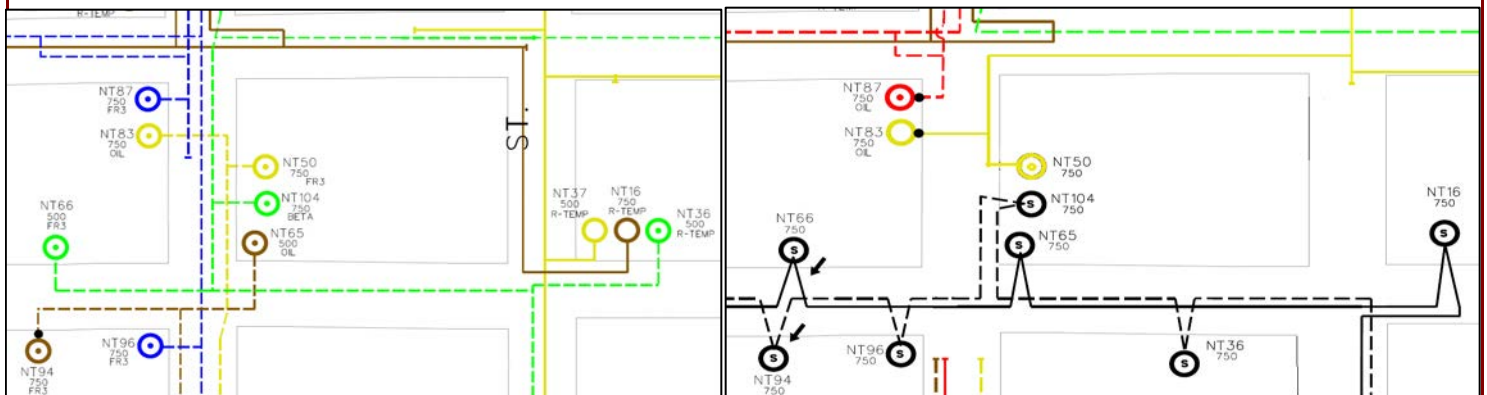 R-TEMP
NT87
750
FR3
NT83
750
OIL
NT50
750
FR3
NT104
750
BETA
NT65
500
OIL
NT66
500
FR3
NT96
750
FR3
NT94
750
FR3
ST.
NT37
500
R-TEMP
NT16
750
R-TEMP
NT36
500
R-TEMP
R-TEMP
NT87
750
OIL
NT83
750
OIL
NT50
750
NT104
750
S
NT65
750
S
NT66
750
S
NT16
750
S
NT96
750
S
NT94
750
S
NT36
750
S